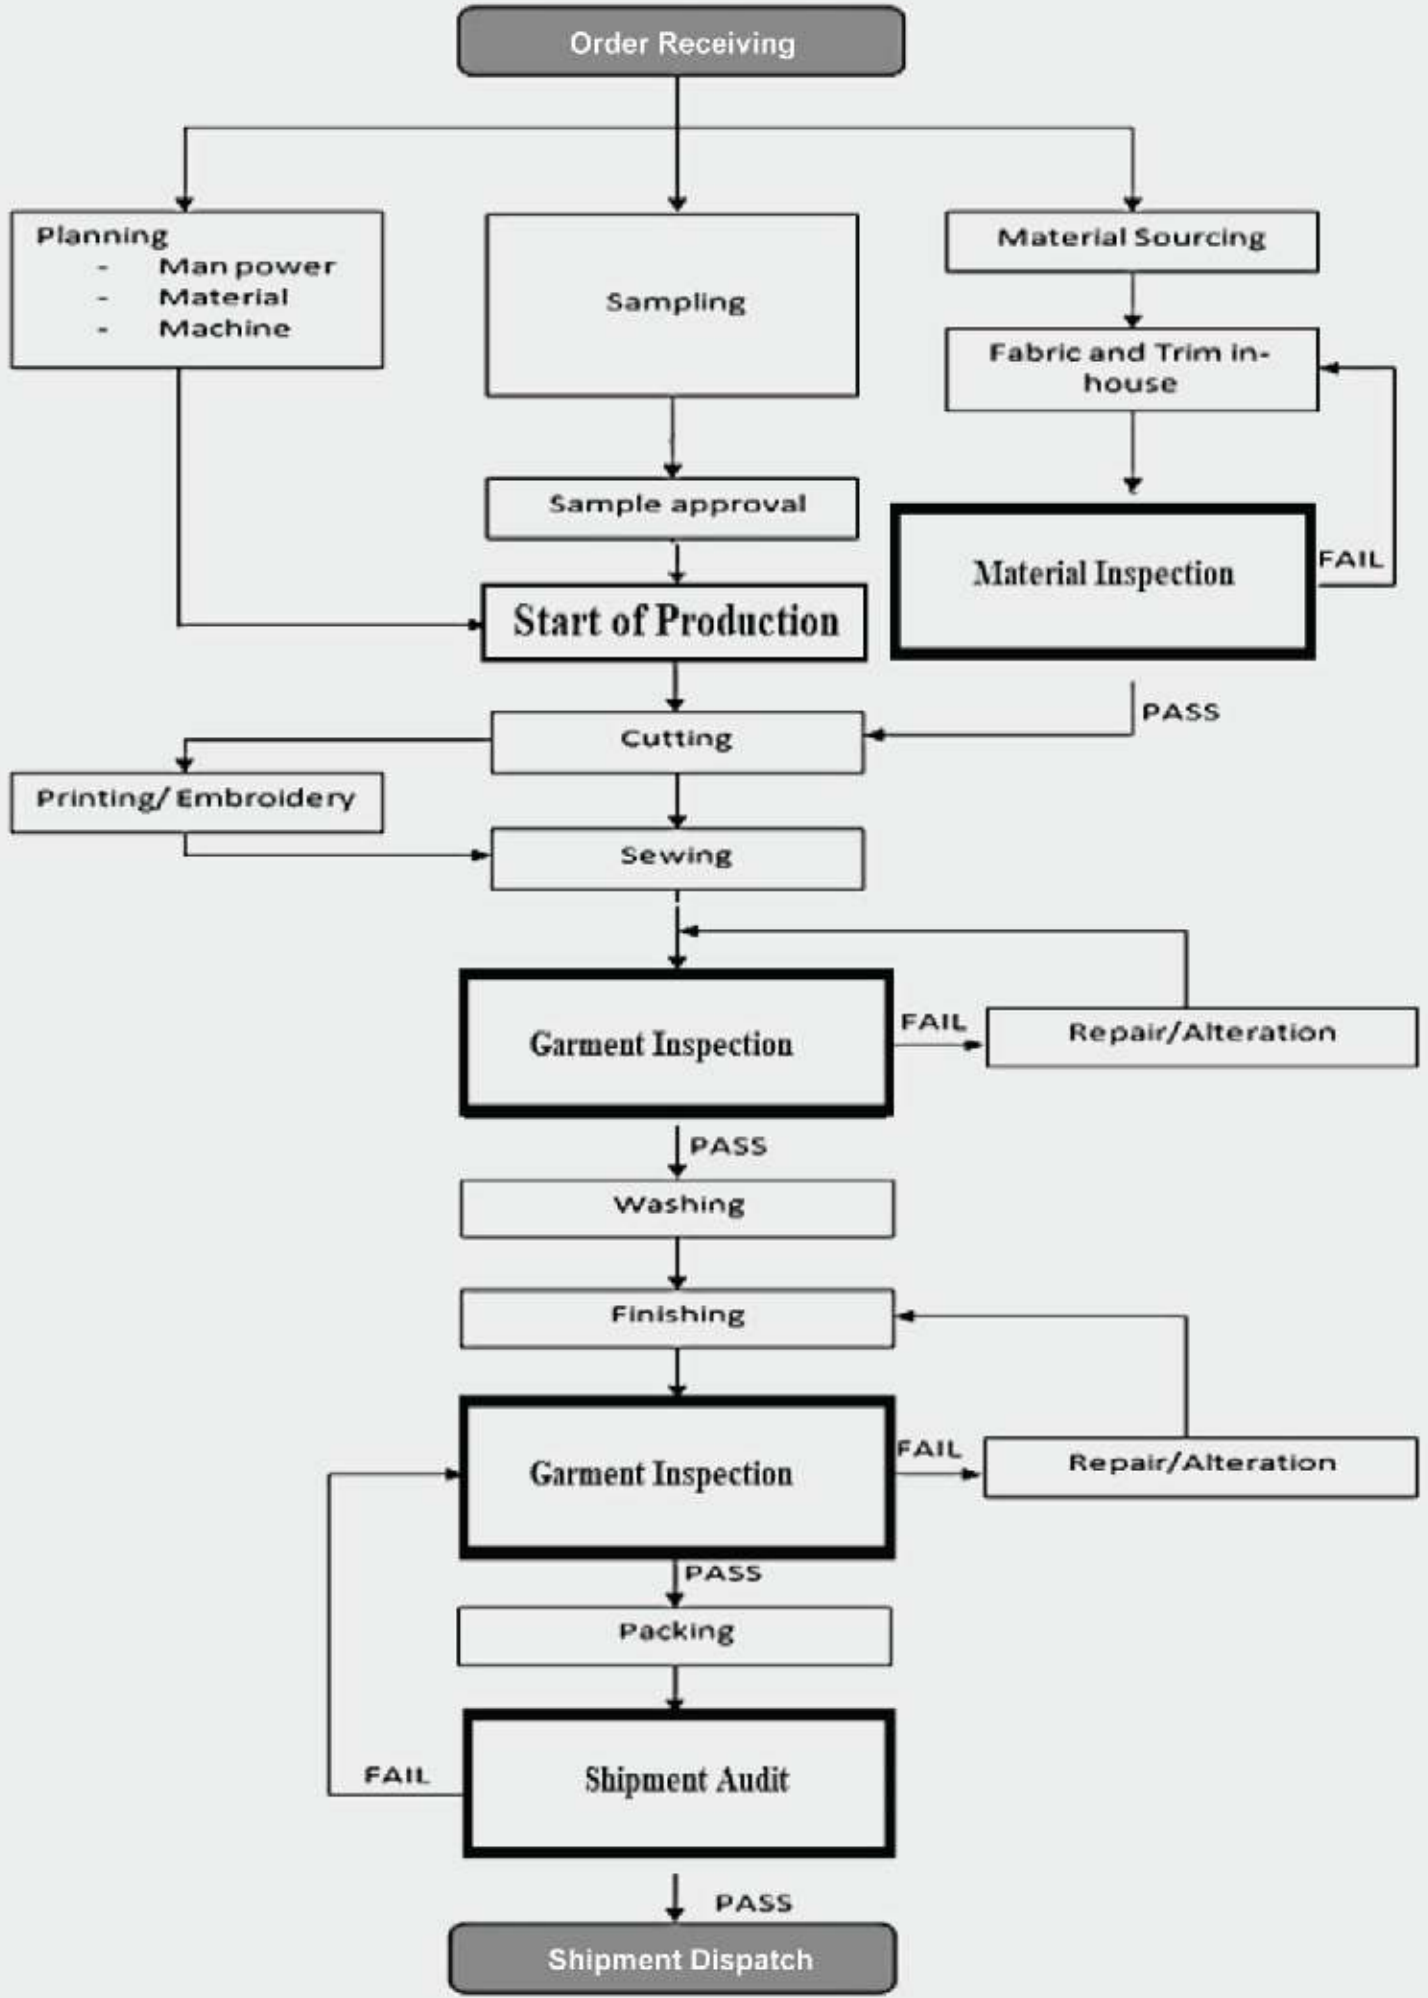 Order Receiving
Planning
- Man power
- Material
- Machine
Sampling
Material Sourcing
Fabric and Trim in-
house
Sample approval
Material Inspection
FAIL
Start of Production
PASS
Cutting
Printing/ Embroidery
Sewing
Garment Inspection
FAIL
Repair/Alteration
PASS
Washing
Finishing
Garment Inspection
FAIL
Repair/Alteration
PASS
Packing
Shipment Audit
FAIL
PASS
Shipment Dispatch